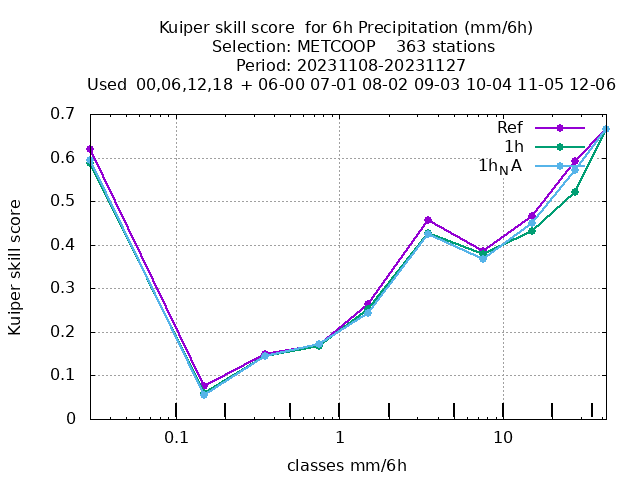 Kuiper skill score  for 6h Precipitation (mm/6h)
Selection: METCOOP    363 stations
Period: 20231108-20231127
Used  00,06,12,18  + 06-00 07-01 08-02 09-03 10-04 11-05 12-06
0.7
0.6
0.5
0.4
0.3
0.2
0.1
0
Kuiper skill score
Ref
1h
1hNA
0.1
1
10
classes mm/6h